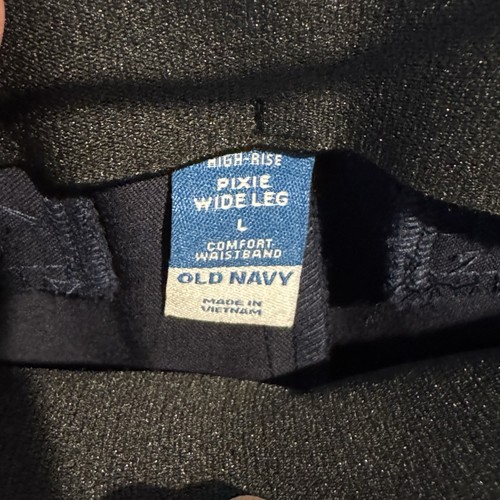 HIGH-RISE
PIXIE
WIDE LEG
L
COMFORT
WAISTBAND
OLD NAVY
MADE IN
VIETNAM